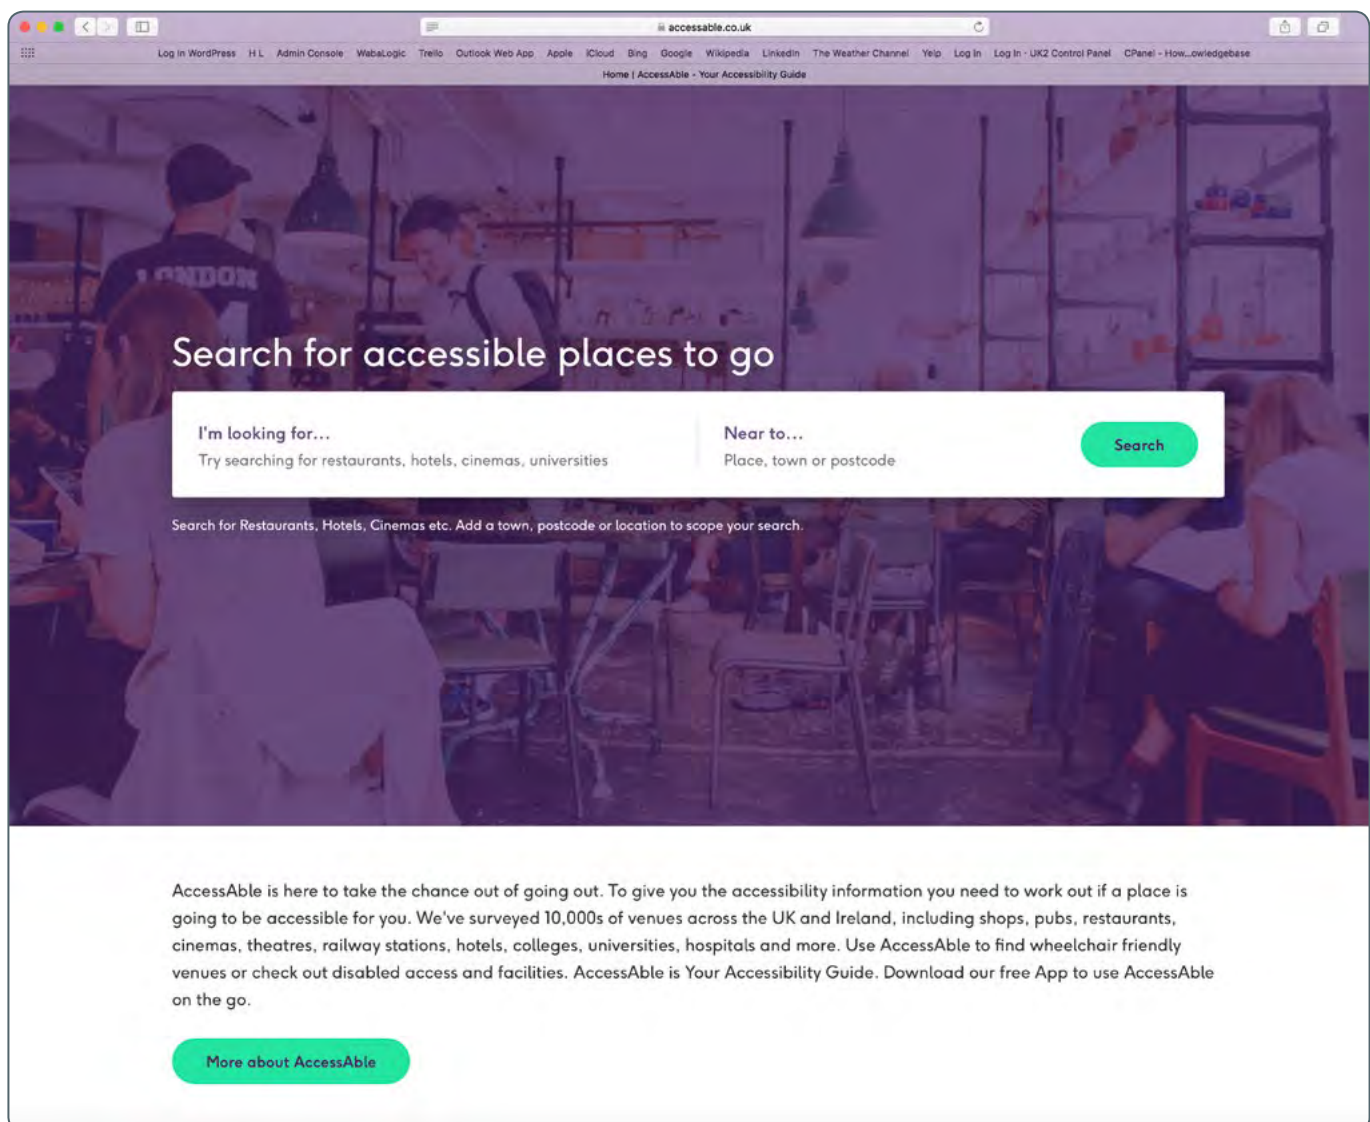 accessable.co.uk
Log In WordPress H L Admin Console WabaLogic Trello Outlook Web App Apple iCloud Bing Google Wikipedia LinkedIn The Weather Channel Yelp Log In Log In - UK2 Control Panel CPanel - How...owledgebase
Home | AccessAble - Your Accessibility Guide
LONDON
Search for accessible places to go
I'm looking for...
Try searching for restaurants, hotels, cinemas, universities
Near to...
Place, town or postcode
Search
Search for Restaurants, Hotels, Cinemas etc. Add a town, postcode or location to scope your search.
AccessAble is here to take the chance out of going out. To give you the accessibility information you need to work out if a place is
going to be accessible for you. We've surveyed 10,000s of venues across the UK and Ireland, including shops, pubs, restaurants,
cinemas, theatres, railway stations, hotels, colleges, universities, hospitals and more. Use AccessAble to find wheelchair friendly
venues or check out disabled access and facilities. AccessAble is Your Accessibility Guide. Download our free App to use AccessAble
on the go.
More about AccessAble